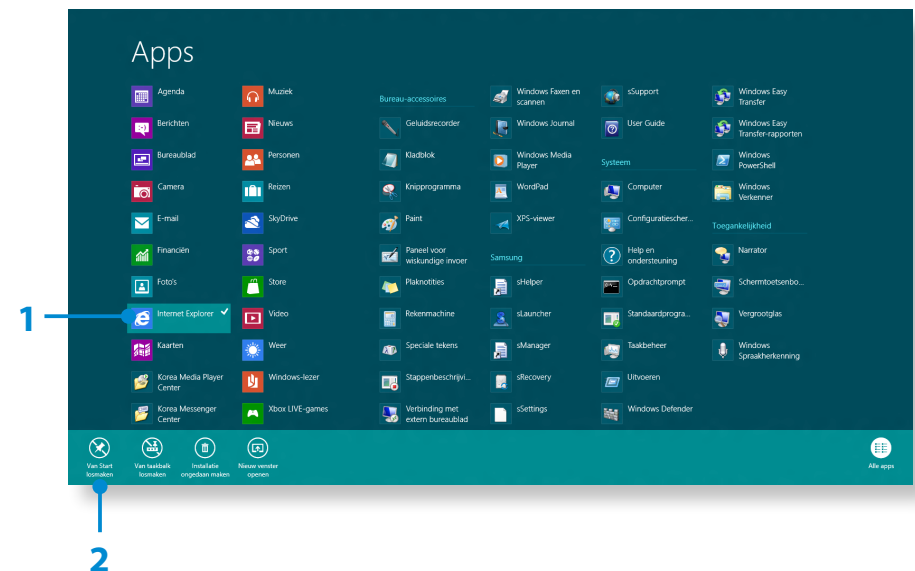 Apps
Agenda
Berichten
Bureaublad
Camera
E-mail
Financiën
Foto's
Internet Explorer
Kaarten
Korea Media Player
Center
Korea Messenger
Center
Muziek
Nieuws
Personen
Reizen
SkyDrive
Sport
Store
Video
Weer
Windows-lezer
Xbox LIVE-games
Bureau-accessoires
Geluidsrecorder
Kladblok
Knipprogramma
Paint
Paneel voor
wiskundige invoer
Plaknotities
Rekenmachine
Speciale tekens
Stappenbeschrijvi...
Verbinding met
extern bureaublad
Windows Faxen en
scannen
Windows Journal
Windows Media
Player
WordPad
XPS-viewer
Samsung
sHelper
sLauncher
sManager
sRecovery
sSettings
sSupport
User Guide
Systeem
Computer
Configuratiescher...
Help en
ondersteuning
Opdrachtprompt
Standaardprogra...
Taakbeheer
Uitvoeren
Windows Defender
Windows Easy
Transfer
Windows Easy
Transfer-rapporten
Windows
PowerShell
Windows
Verkenner
Toegankelijkheid
Narrator
Schermtoetsenbo...
Vergrootglas
Windows
Spraakherkenning
1
Van Start
losmaken
Van taakbalk
losmaken
Installatie
ongedaan maken
Nieuw venster
openen
Alle apps
2